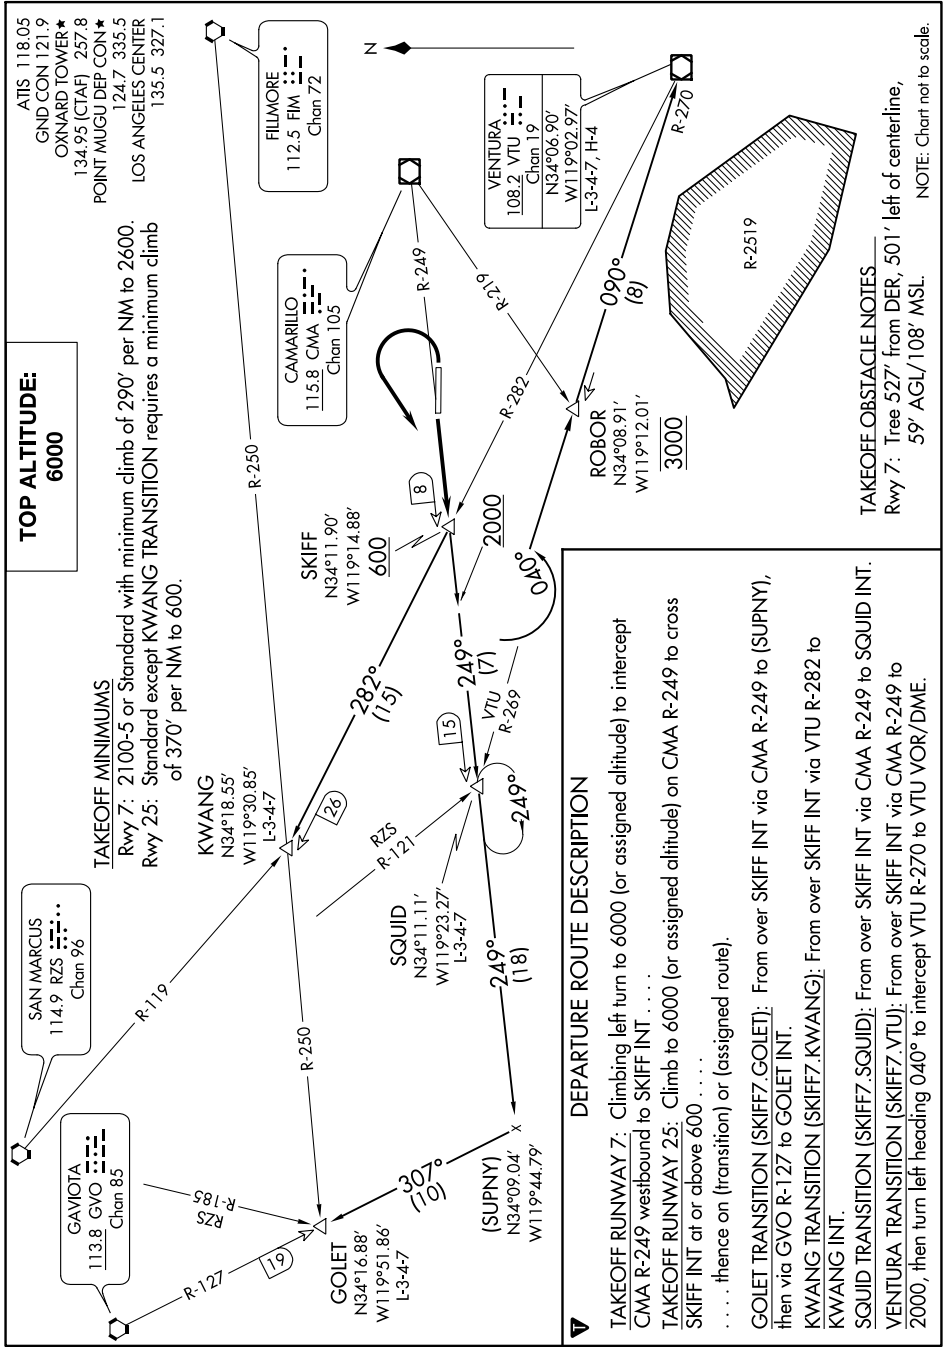 ATIS 118.05
GND CON 121.9
OXNARD TOWER★
134.95 (CTAF) 257.8
POINT MUGU DEP CON★
124.7 335.5
LOS ANGELES CENTER
135.5 327.1
TOP ALTITUDE:
6000
TAKEOFF MINIMUMS
Rwy 7: 2100-5 or Standard with minimum climb of 290' per NM to 2600.
Rwy 25: Standard except KWANG TRANSITION requires a minimum climb
of 370' per NM to 600.
SAN MARCUS
114.9 RZS
Chan 96
GAVIOTA
113.8 GVO
Chan 85
FILLMORE
112.5 FIM
Chan 72
CAMARILLO
115.8 CMA
Chan 105
VENTURA
108.2 VTU
Chan 19
N34°06.90'
W119°02.97'
L-3-4-7, H-4
N
KWANG
N34°18.55'
W119°30.85'
L-3-4-7
SKIFF
N34°11.90'
W119°14.88'
600
SQUID
N34°11.11'
W119°23.27'
L-3-4-7
GOLET
N34°16.88'
W119°51.86'
L-3-4-7
(SUPNY)
N34°09.04'
W119°44.79'
X
ROBOR
N34°08.91'
W119°12.01'
3000
R-119
R-250
R-250
R-127
19
RZS
R-185
307°
(10)
26
282°
(15)
RZS
R-121
249°
(18)
249°
15
249°
(7)
VTU
R-269
8
2000
040°
R-249
R-219
R-282
090°
(8)
R-270
R-2519
TAKEOFF OBSTACLE NOTES
Rwy 7: Tree 527' from DER, 501' left of centerline,
59' AGL/108' MSL.
NOTE: Chart not to scale.
T
DEPARTURE ROUTE DESCRIPTION
TAKEOFF RUNWAY 7: Climbing left turn to 6000 (or assigned altitude) to intercept
CMA R-249 westbound to SKIFF INT . . . .
TAKEOFF RUNWAY 25: Climb to 6000 (or assigned altitude) on CMA R-249 to cross
SKIFF INT at or above 600 . . . .
. . . . thence on (transition) or (assigned route).
GOLET TRANSITION (SKIFF7.GOLET): From over SKIFF INT via CMA R-249 to (SUPNY),
then via GVO R-127 to GOLET INT.
KWANG TRANSITION (SKIFF7.KWANG): From over SKIFF INT via VTU R-282 to
KWANG INT.
SQUID TRANSITION (SKIFF7.SQUID): From over SKIFF INT via CMA R-249 to SQUID INT.
VENTURA TRANSITION (SKIFF7.VTU): From over SKIFF INT via CMA R-249 to
2000, then turn left heading 040° to intercept VTU R-270 to VTU VOR/DME.